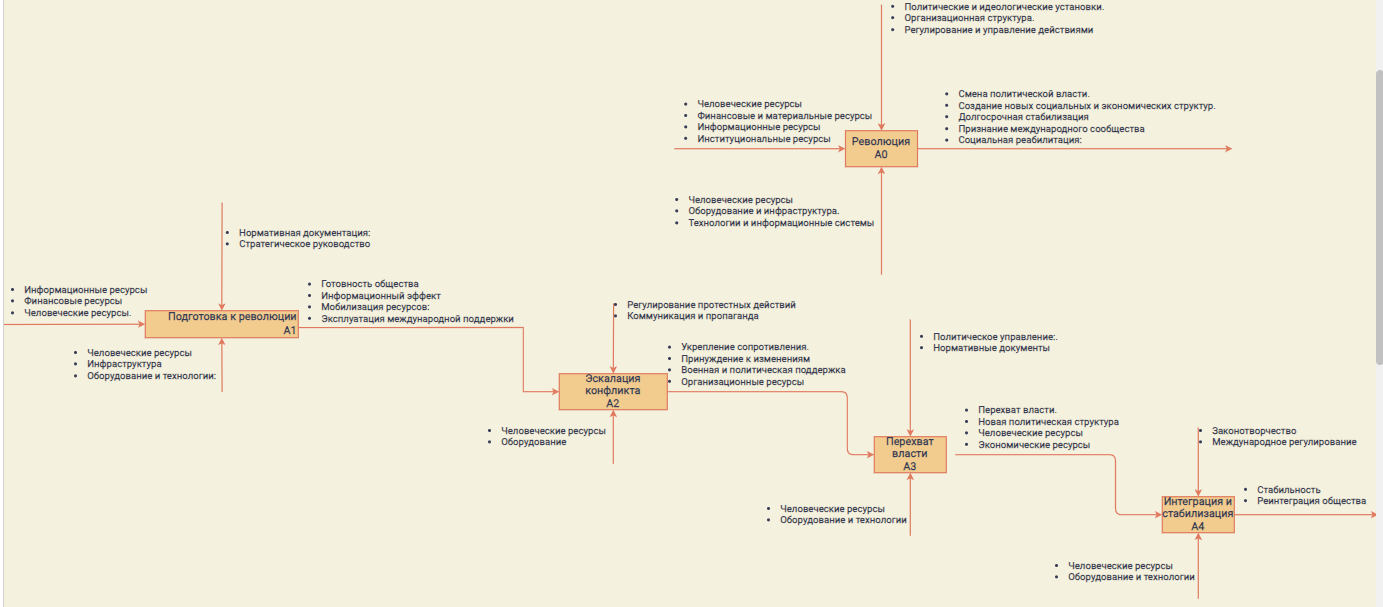 Политические и идеологические установки.
Организационная структура.
Регулирование и управление действиями
Человеческие ресурсы
Финансовые и материальные ресурсы
Информационные ресурсы
Институциональные ресурсы
Революция
А0
Смена политической власти.
Создание новых социальных и экономических структур.
Долгосрочная стабилизация
Признание международного сообщества
Социальная реабилитация:
Человеческие ресурсы
Оборудование и инфраструктура.
Технологии и информационные системы
Нормативная документация:
Стратегическое руководство
Информационные ресурсы
Финансовые ресурсы
Человеческие ресурсы.
Подготовка к революции
А1
Готовность общества
Информационный эффект
Мобилизация ресурсов:
Эксплуатация международной поддержки
Человеческие ресурсы
Инфраструктура
Оборудование и технологии:
Регулирование протестных действий
Коммуникация и пропаганда
Эскалация
конфликта
А2
Укрепление сопротивления.
Принуждение к изменениям
Военная и политическая поддержка
Организационные ресурсы
Человеческие ресурсы
Оборудование
Политическое управление:.
Нормативные документы
Перехват
власти
А3
Перехват власти.
Новая политическая структура
Человеческие ресурсы
Экономические ресурсы
Человеческие ресурсы
Оборудование и технологии
Законотворчество
Международное регулирование
Интеграция и
стабилизация
А4
Стабильность
Реинтеграция общества
Человеческие ресурсы
Оборудование и технологии